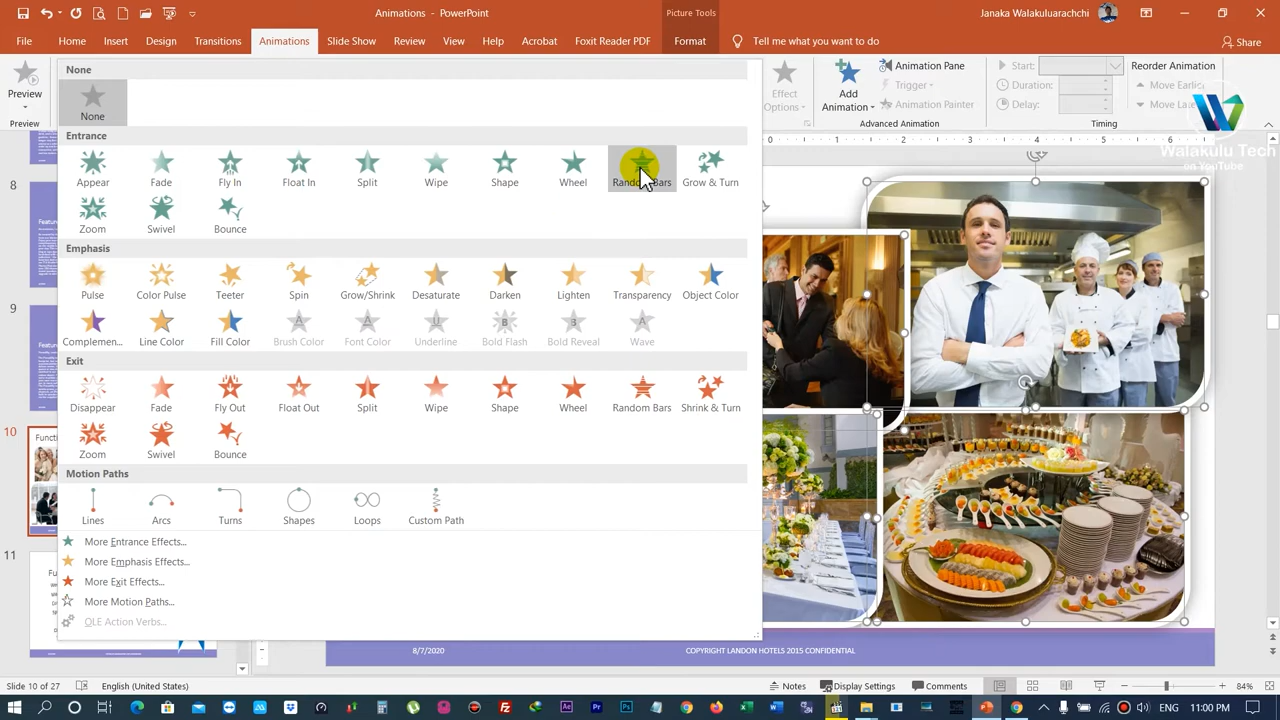 Animations - PowerPoint
Picture Tools
Janaka Walakuluarachchi
File Home Insert Design Transitions Animations Slide Show Review View Help Acrobat Foxit Reader PDF Format Tell me what you want to do Share
Preview
Preview
None
None
Entrance
Appear Fade Fly In Float In Split Wipe Shape Wheel Random Bars Grow & Turn
Zoom Swivel Bounce
Emphasis
Pulse Color Pulse Teeter Spin Grow/Shrink Desaturate Darken Lighten Transparency Object Color
Complemen... Line Color Fill Color Brush Color Font Color Underline Bold Flash Bold Reveal Wave
Exit
Disappear Fade Fly Out Float Out Split Wipe Shape Wheel Random Bars Shrink & Turn
Zoom Swivel Bounce
Motion Paths
Lines Arcs Turns Shapes Loops Custom Path
More Entrance Effects...
More Emphasis Effects...
More Exit Effects...
More Motion Paths...
OLE Action Verbs...
Effect
Options
Add
Animation
Animation Pane
Trigger
Animation Painter
Advanced Animation
Start:
Duration:
Delay:
Timing
Reorder Animation
Move Earlier
Walakulu Tech
on YouTube
2 3 4
8
9
10
11
8/7/2020
COPYRIGHT LANDON HOTELS 2015 CONFIDENTIAL
Slide 10 of 27 English (United States) Notes Display Settings Comments 84%
11:00 PM